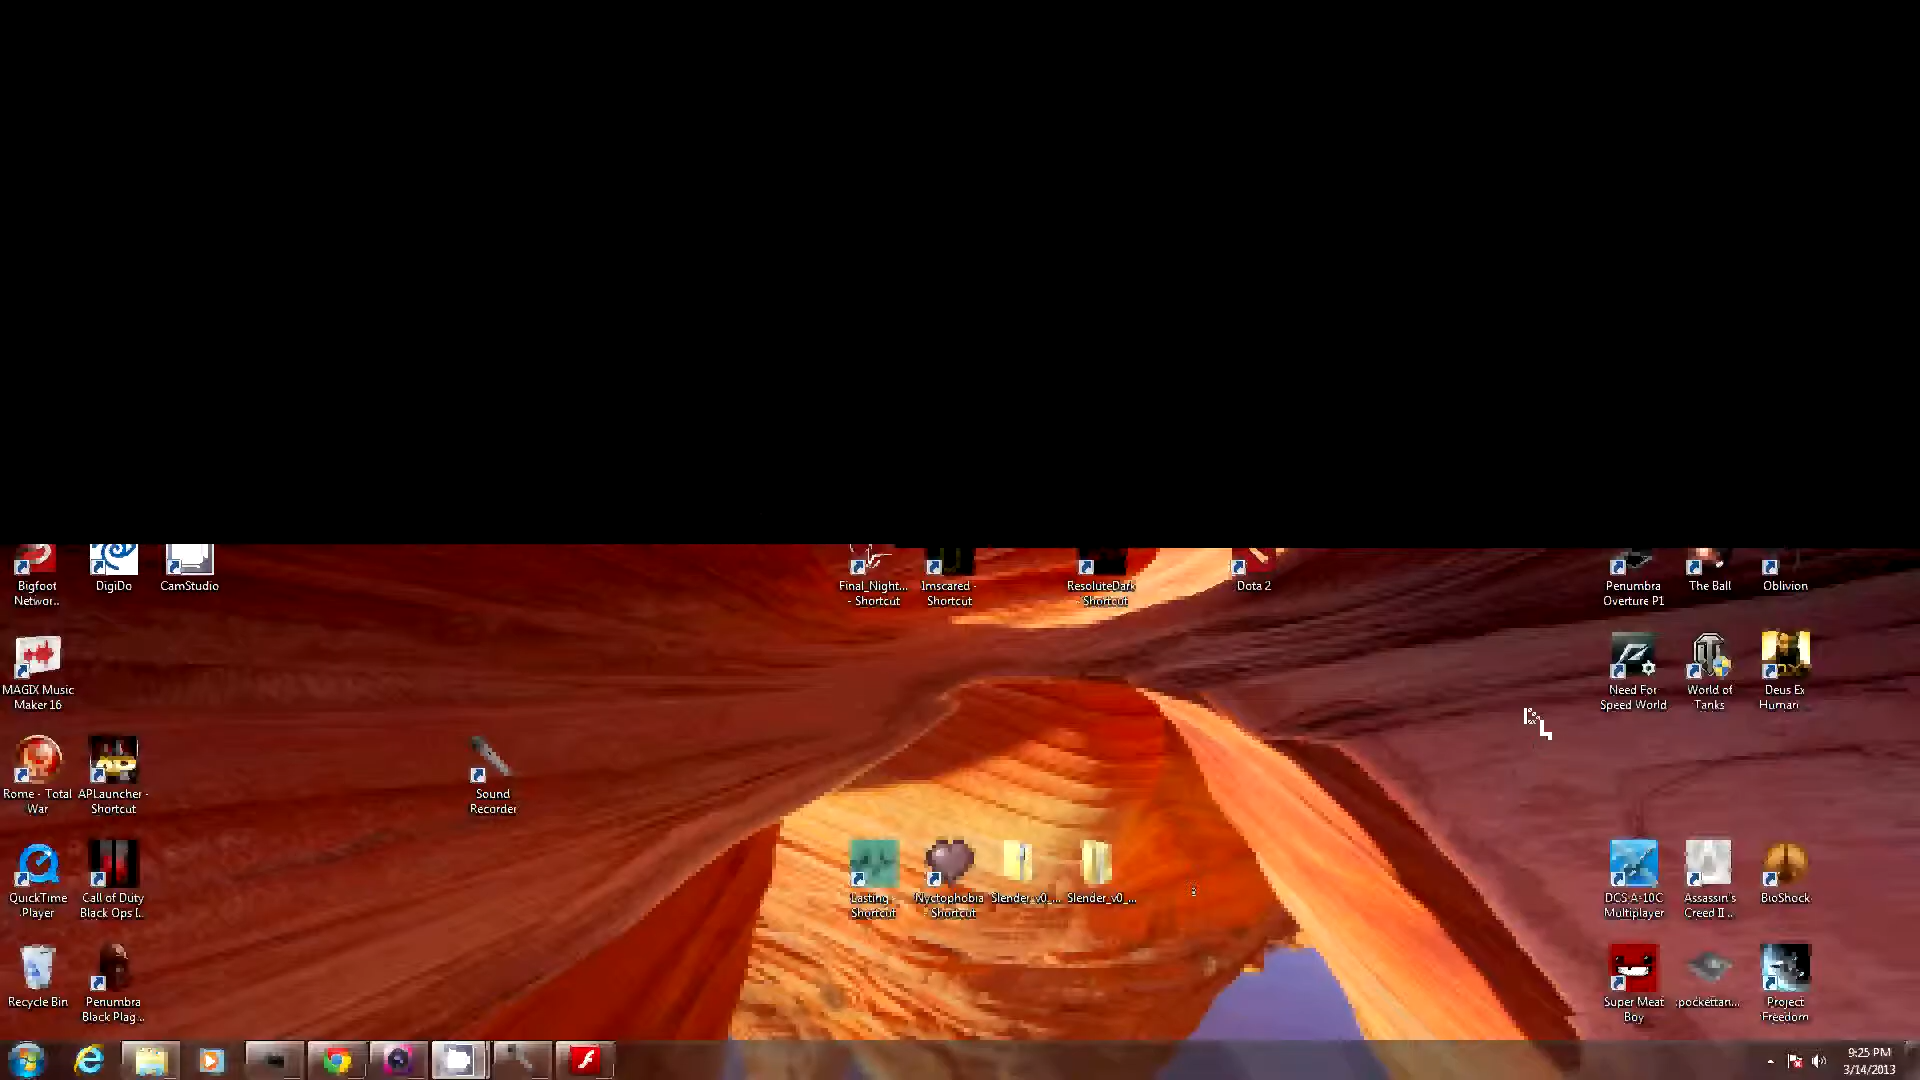 Bigfoot
Networ...
DigiDo
CamStudio
Final_Night...
- Shortcut
Imscared -
Shortcut
ResoluteDark
- Shortcut
Dota 2
Penumbra
Overture P1
The Ball
Oblivion
MAGIX Music
Maker 16
Need For
Speed World
World of
Tanks
Deus Ex
Human ...
Rome - Total
War
APLauncher -
Shortcut
Sound
Recorder
QuickTime
Player
Call of Duty
Black Ops I...
Lasting -
Shortcut
Nyctophobia
- Shortcut
Slender_v0_...
Slender_v0_...
DCS A-10C
Multiplayer
Assassin's
Creed II ...
BioShock
Recycle Bin
Penumbra
Black Plag...
Super Meat
Boy
pockettan...
Project
Freedom
9:25 PM
3/14/2013